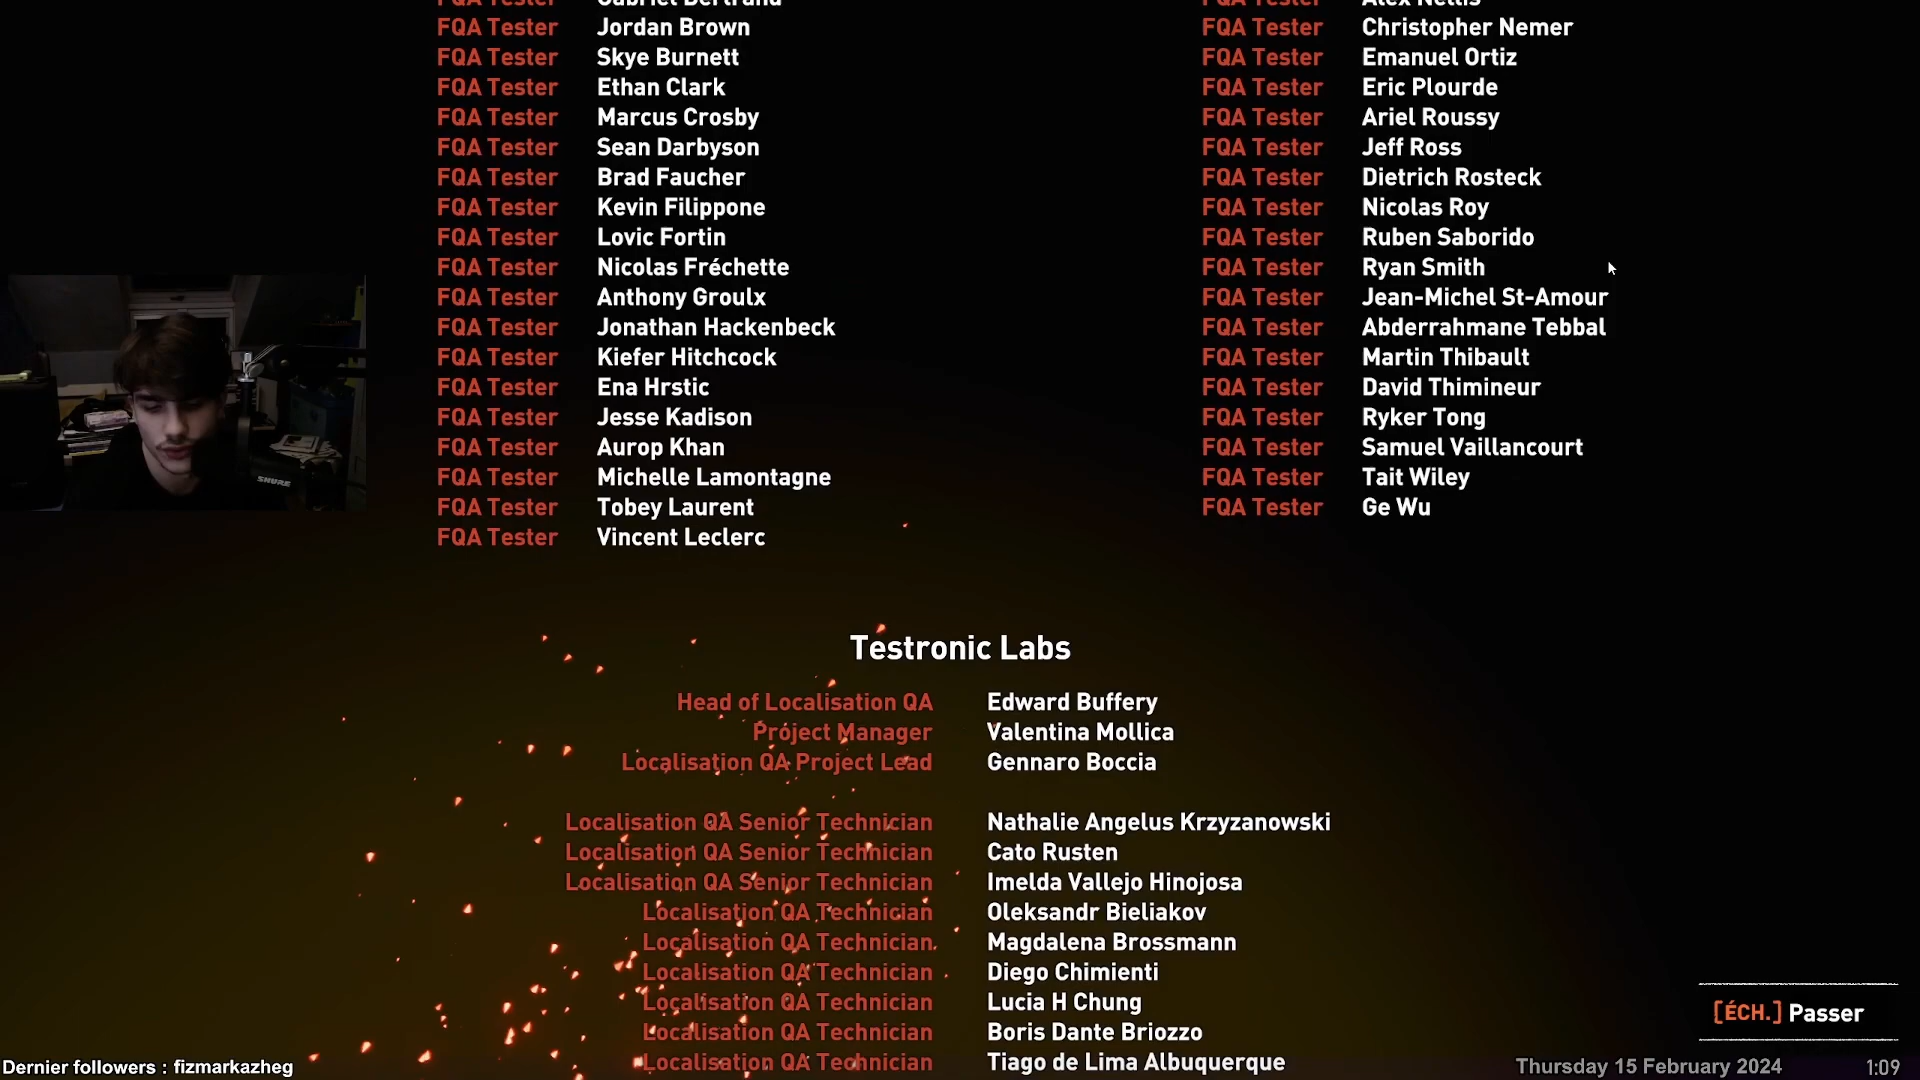 FQA Tester Gabriel Bertrand
FQA Tester Jordan Brown
FQA Tester Skye Burnett
FQA Tester Ethan Clark
FQA Tester Marcus Crosby
FQA Tester Sean Darbyson
FQA Tester Brad Faucher
FQA Tester Kevin Filippone
FQA Tester Lovic Fortin
FQA Tester Nicolas Fréchette
FQA Tester Anthony Groulx
FQA Tester Jonathan Hackenbeck
FQA Tester Kiefer Hitchcock
FQA Tester Ena Hrstic
FQA Tester Jesse Kadison
FQA Tester Aurop Khan
FQA Tester Michelle Lamontagne
FQA Tester Tobey Laurent
FQA Tester Vincent Leclerc
FQA Tester Alex Nellis
FQA Tester Christopher Nemer
FQA Tester Emanuel Ortiz
FQA Tester Eric Plourde
FQA Tester Ariel Roussy
FQA Tester Jeff Ross
FQA Tester Dietrich Rosteck
FQA Tester Nicolas Roy
FQA Tester Ruben Saborido
FQA Tester Ryan Smith
FQA Tester Jean-Michel St-Amour
FQA Tester Abderrahmane Tebbal
FQA Tester Martin Thibault
FQA Tester David Thimineur
FQA Tester Ryker Tong
FQA Tester Samuel Vaillancourt
FQA Tester Tait Wiley
FQA Tester Ge Wu
SHURE
Testronic Labs
Head of Localisation QA Edward Buffery
Project Manager Valentina Mollica
Localisation QA Project Lead Gennaro Boccia
Localisation QA Senior Technician Nathalie Angelus Krzyzanowski
Localisation QA Senior Technician Cato Rusten
Localisation QA Senior Technician Imelda Vallejo Hinojosa
Localisation QA Technician Oleksandr Bieliakov
Localisation QA Technician Magdalena Brossmann
Localisation QA Technician Diego Chimienti
Localisation QA Technician Lucia H Chung
Localisation QA Technician Boris Dante Briozzo
Localisation QA Technician Tiago de Lima Albuquerque
[ÉCH.] Passer
Dernier followers : fizmarkazheg
Thursday 15 February 2024 1:09